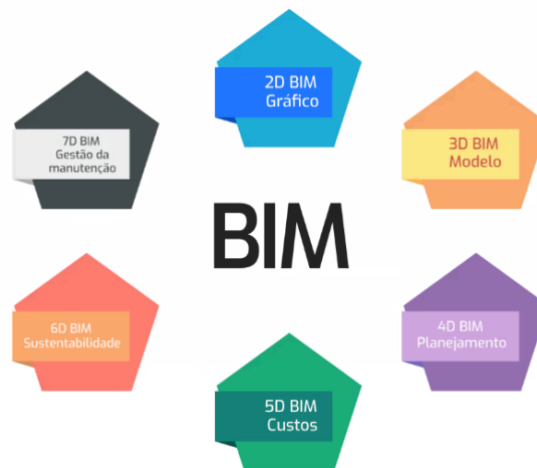 2D BIM
Gráfico
3D BIM
Modelo
4D BIM
Planejamento
5D BIM
Custos
6D BIM
Sustentabilidade
7D BIM
Gestão da
manutenção
BIM